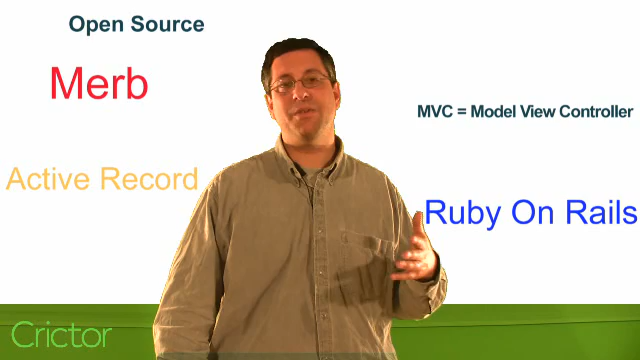 Open Source
Merb
MVC = Model View Controller
Active Record
Ruby On Rails
Crictor